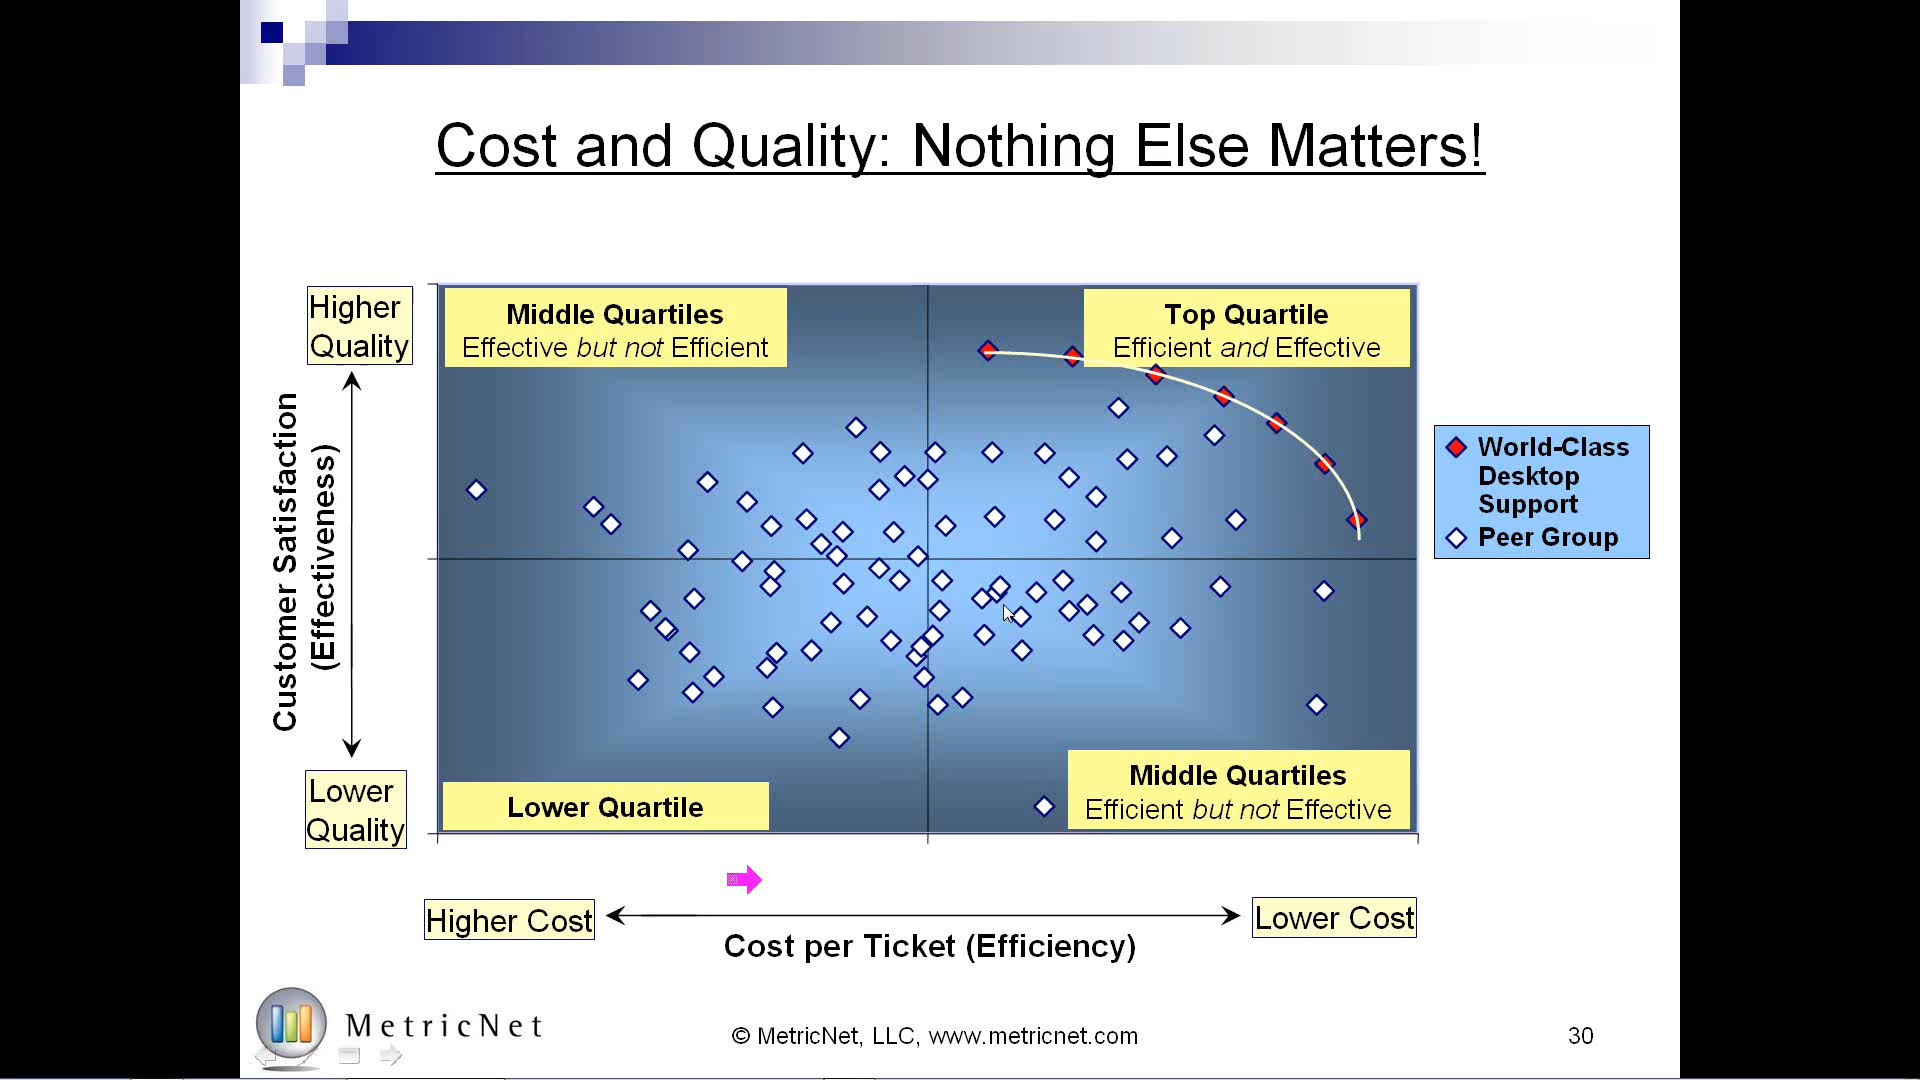 Cost and Quality: Nothing Else Matters!
Higher
Quality
Middle Quartiles
Effective but not Efficient
Top Quartile
Efficient and Effective
Customer Satisfaction
(Effectiveness)
World-Class
Desktop
Support
Peer Group
Lower
Quality
Lower Quartile
Middle Quartiles
Efficient but not Effective
Higher Cost
Lower Cost
Cost per Ticket (Efficiency)
MetricNet
© MetricNet, LLC, www.metricnet.com
30